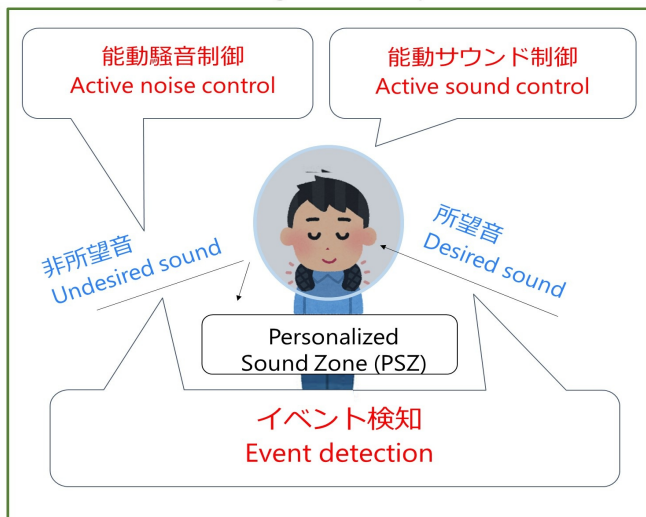 能動騒音制御
Active noise control
能動サウンド制御
Active sound control
非所望音
Undesired sound
所望音
Desired sound
Personalized
Sound Zone (PSZ)
イベント検知
Event detection